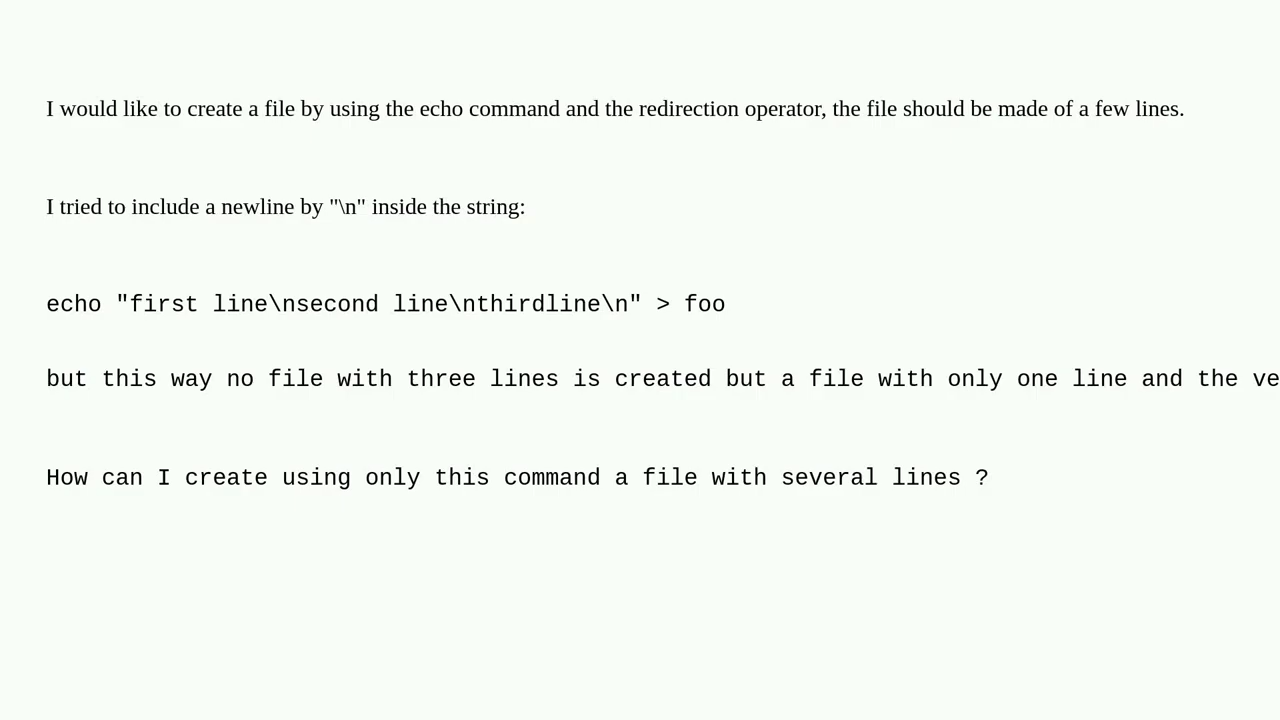 I would like to create a file by using the echo command and the redirection operator, the file should be made of a few lines.
I tried to include a newline by "\n" inside the string:
echo "first line\nsecond line\nthirdline\n" > foo
but this way no file with three lines is created but a file with only one line and the
How can I create using only this command a file with several lines ?